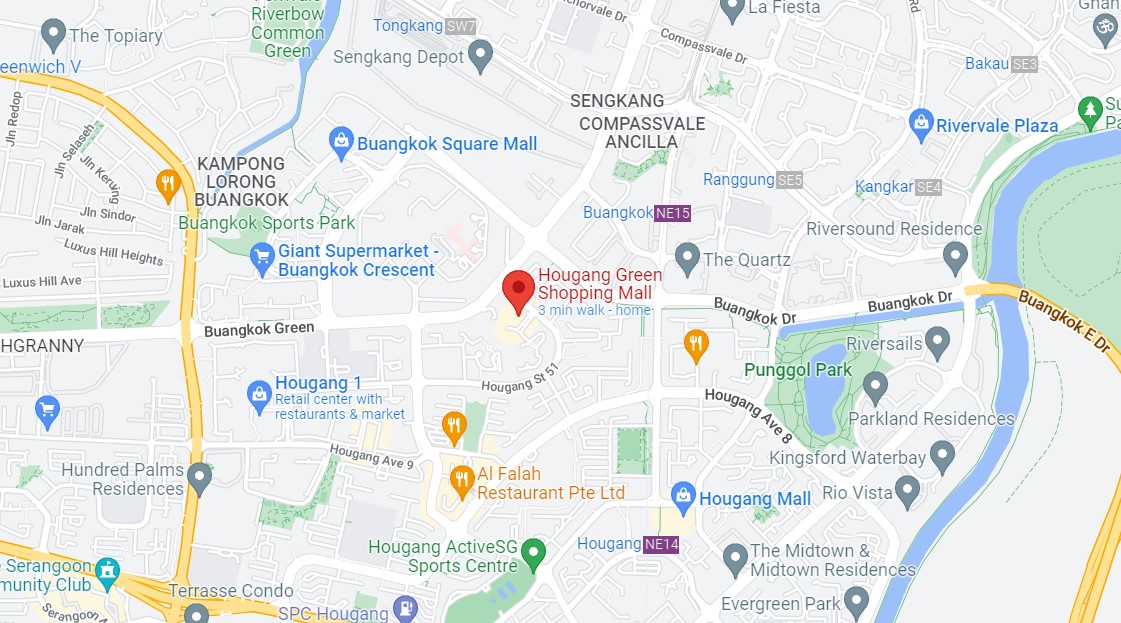 Riverbow
Common
Green
Tongkang SW7
Anchorvale Dr
La Fiesta
The Topiary
Sengkang Depot
Compassvale Dr
Greenwich V
Bakau SE3
Jln Redop
SENGKANG
COMPASSVALE
ANCILLA
Rivervale Plaza
Jln Selaseh
Buangkok Square Mall
KAMPONG
LORONG
BUANGKOK
Ranggung SE5
Kangkar SE4
Jln Sindor
Jln Jarak
Buangkok Sports Park
Buangkok NE15
Riversound Residence
Luxus Hill Heights
Giant Supermarket -
Buangkok Crescent
The Quartz
Luxus Hill Ave
Hougang Green
Shopping Mall
3 min walk - home
Buangkok Dr
Buangkok Dr
Buangkok E Dr
Buangkok Green
HGRANNY
Riversails
Punggol Park
Hougang 1
Retail center with
restaurants & market
Hougang St 51
Hougang Ave 8
Parkland Residences
Hougang Ave 9
Kingsford Waterbay
Hundred Palms
Residences
Al Falah
Restaurant Pte Ltd
Hougang Mall
Rio Vista
Hougang ActiveSG
Sports Centre
Hougang NE14
The Midtown &
Midtown Residences
Serangoon
munity Club
Terrasse Condo
Serangoon
SPC Hougang
Evergreen Park